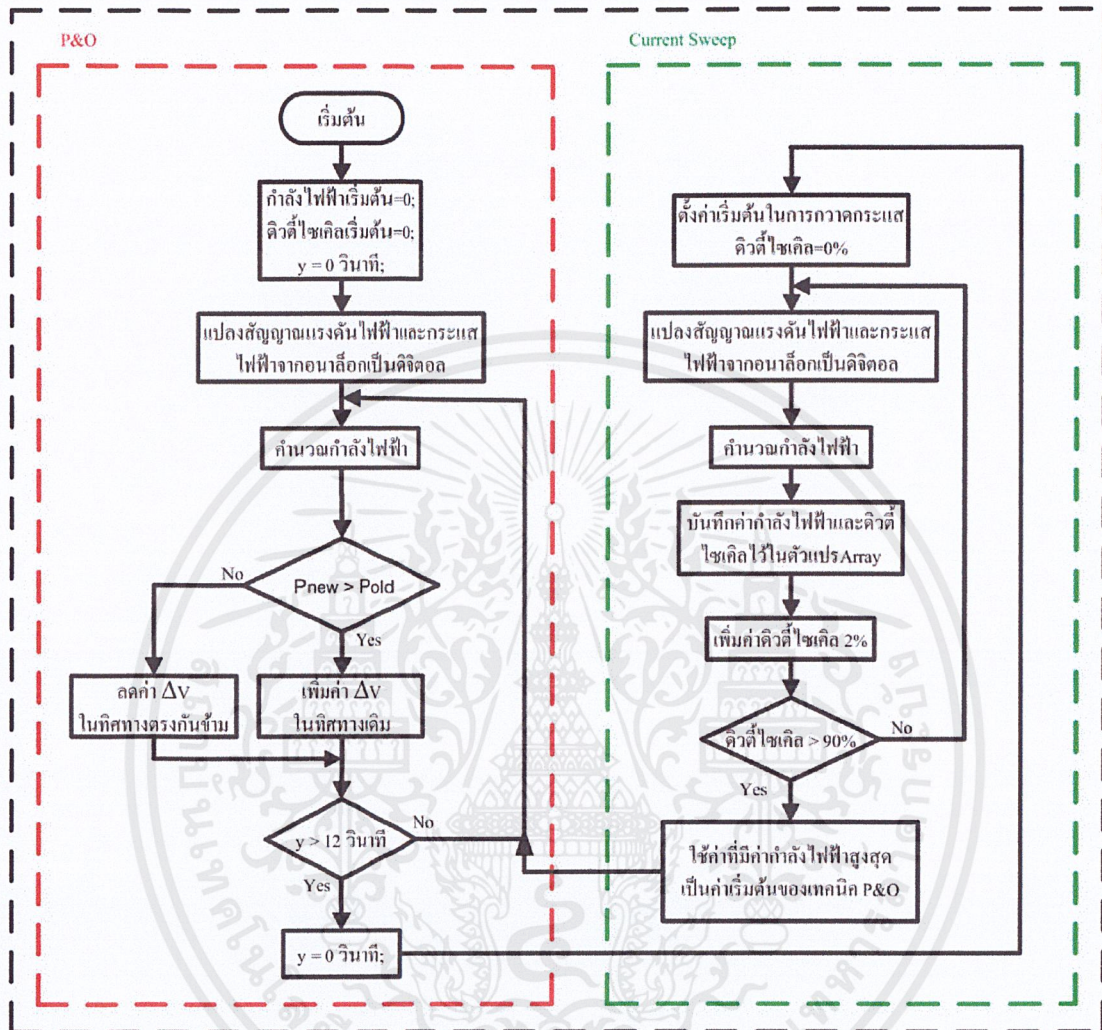 P&O
เริ่มต้น
กำลังไฟฟ้าเริ่มต้น=0;
ดิวตี้ไซเคิลเริ่มต้น=0;
y = 0 วินาที;
แปลงสัญญาณแรงดันไฟฟ้าและกระแส
ไฟฟ้าจากอนาล็อกเป็นดิจิตอล
คำนวณกำลังไฟฟ้า
Pnew > Pold
No
Yes
ลดค่า ΔV
ในทิศทางตรงกันข้าม
เพิ่มค่า ΔV
ในทิศทางเดิม
y > 12 วินาที
No
Yes
y = 0 วินาที;
Current Sweep
ตั้งค่าเริ่มต้นในการกวาดกระแส
ดิวตี้ไซเคิล=0%
แปลงสัญญาณแรงดันไฟฟ้าและกระแส
ไฟฟ้าจากอนาล็อกเป็นดิจิตอล
คำนวณกำลังไฟฟ้า
บันทึกค่ากำลังไฟฟ้าและดิวตี้
ไซเคิลไว้ในตัวแปรArray
เพิ่มค่าดิวตี้ไซเคิล 2%
ดิวตี้ไซเคิล > 90%
No
Yes
ใช้ค่าที่มีค่ากำลังไฟฟ้าสูงสุด
เป็นค่าเริ่มต้นของเทคนิค P&O